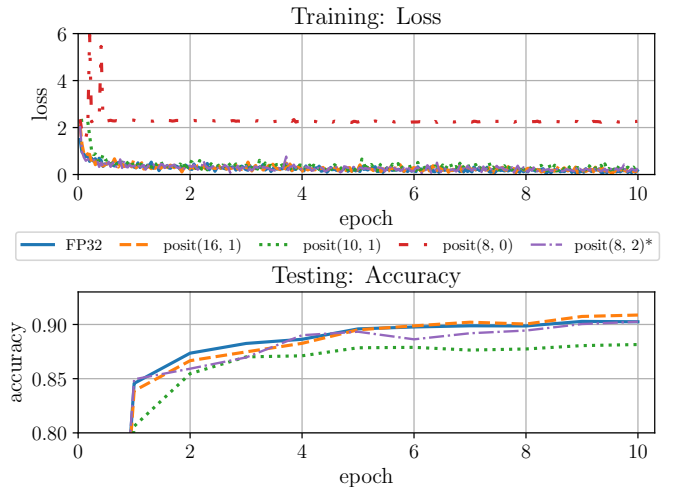 Training: Loss
6
4
2
0
loss
0 2 4 6 8 10
epoch
FP32 posit(16, 1) posit(10, 1) posit(8, 0) posit(8, 2)*
Testing: Accuracy
0.90
0.85
0.80
accuracy
0 2 4 6 8 10
epoch